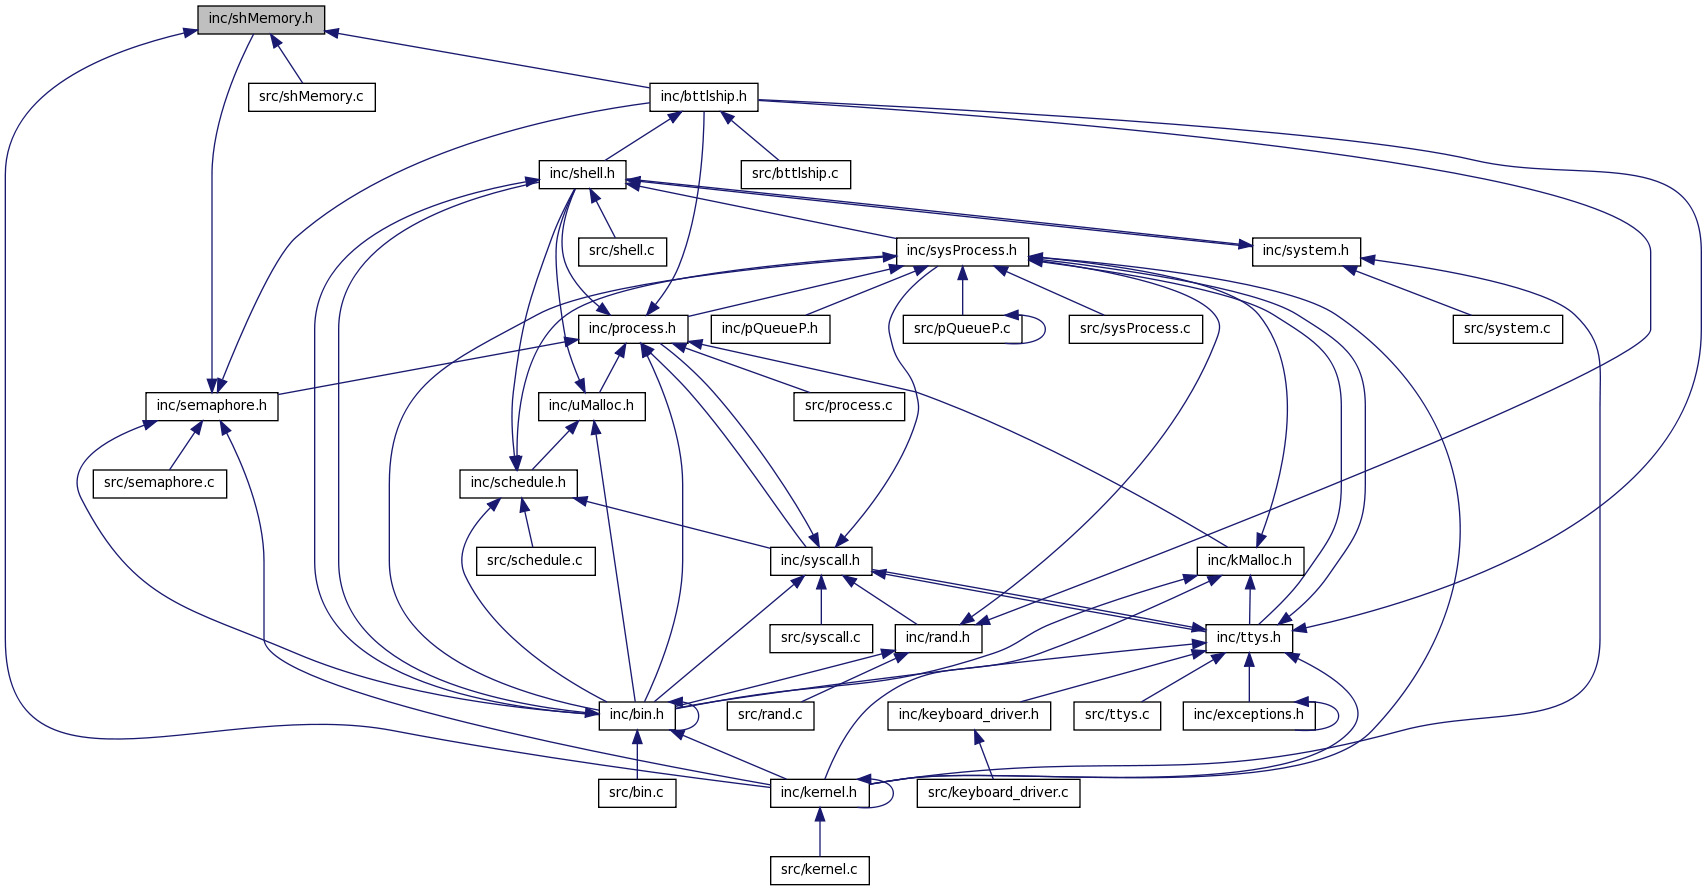 inc/shMemory.h
src/shMemory.c
inc/bttlship.h
inc/shell.h
src/bttlship.c
src/shell.c
inc/sysProcess.h
inc/system.h
inc/process.h
inc/pQueueP.h
src/pQueueP.c
src/sysProcess.c
src/system.c
inc/semaphore.h
inc/uMalloc.h
src/process.c
src/semaphore.c
inc/schedule.h
src/schedule.c
inc/syscall.h
inc/kMalloc.h
src/syscall.c
inc/rand.h
inc/ttys.h
inc/bin.h
src/rand.c
inc/keyboard_driver.h
src/ttys.c
inc/exceptions.h
src/bin.c
inc/kernel.h
src/keyboard_driver.c
src/kernel.c